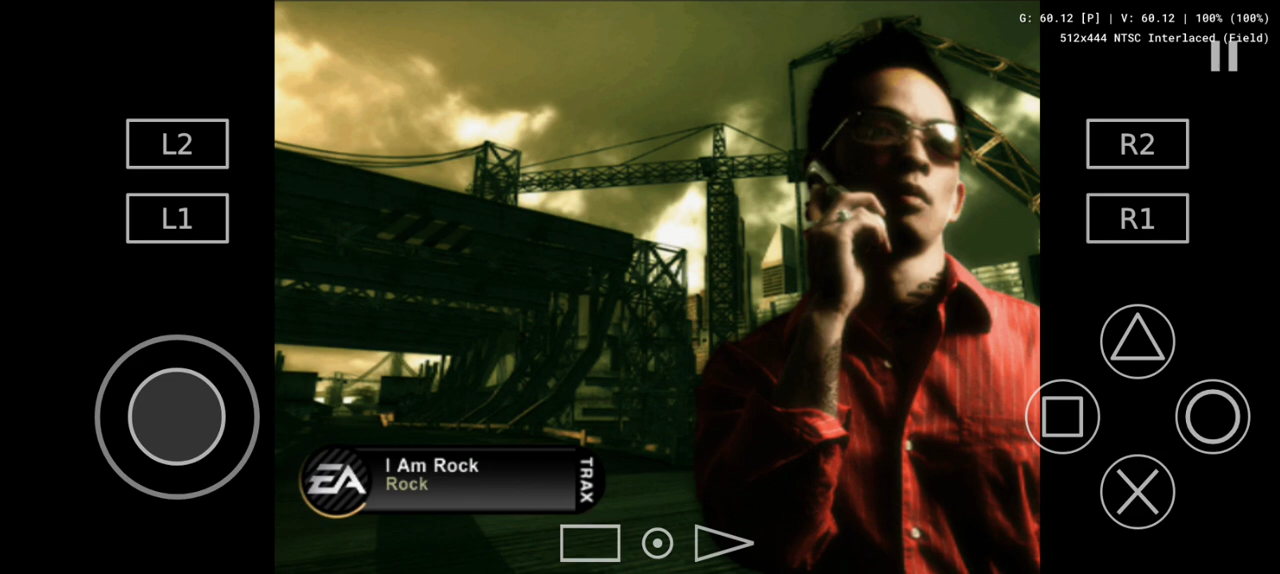 G: 60.12 [P] | V: 60.12 | 100% (100%)
512x444 NTSC Interlaced (Field)
L2
R2
L1
R1
EA
I Am Rock
Rock
TRAX